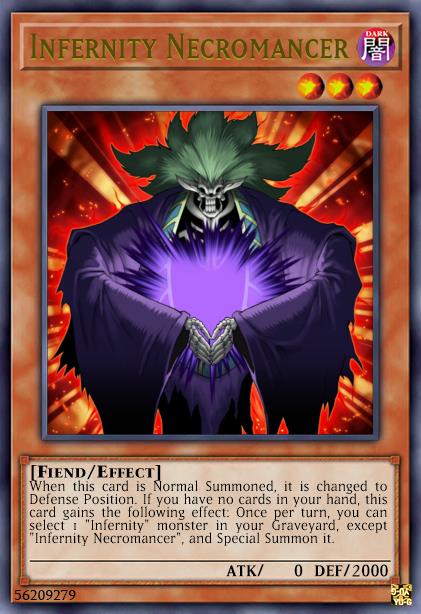 Infernity Necromancer
DARK
闇
[Fiend/Effect]
When this card is Normal Summoned, it is changed to
Defense Position. If you have no cards in your hand, this
card gains the following effect: Once per turn, you can
select 1 "Infernity" monster in your Graveyard, except
"Infernity Necromancer", and Special Summon it.
ATK/ 0 DEF/2000
56209279